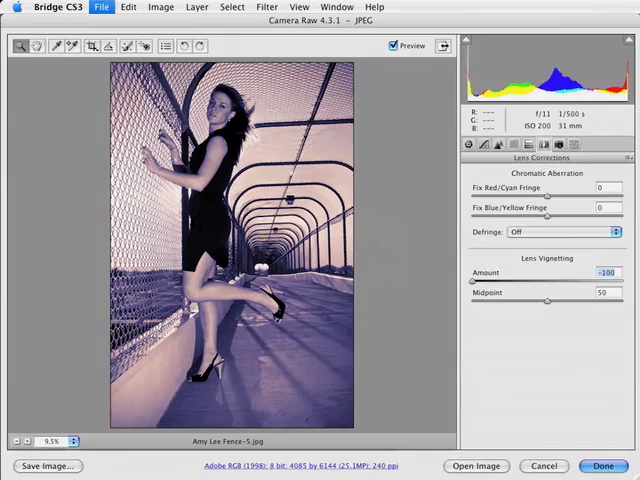 Bridge CS3 File Edit Image Layer Select Filter View Window Help
Camera Raw 4.3.1 - JPEG
Preview
R: ---
G: ---
B: ---
f/11 1/500 s
ISO 200 31 mm
Lens Corrections
Chromatic Aberration
Fix Red/Cyan Fringe 0
Fix Blue/Yellow Fringe 0
Defringe: Off
Lens Vignetting
Amount -100
Midpoint 50
9.5%
Amy Lee Fence-5.jpg
Save Image...
Adobe RGB (1998); 8 bit; 4085 by 6144 (25.1MP); 240 ppi
Open Image
Cancel
Done